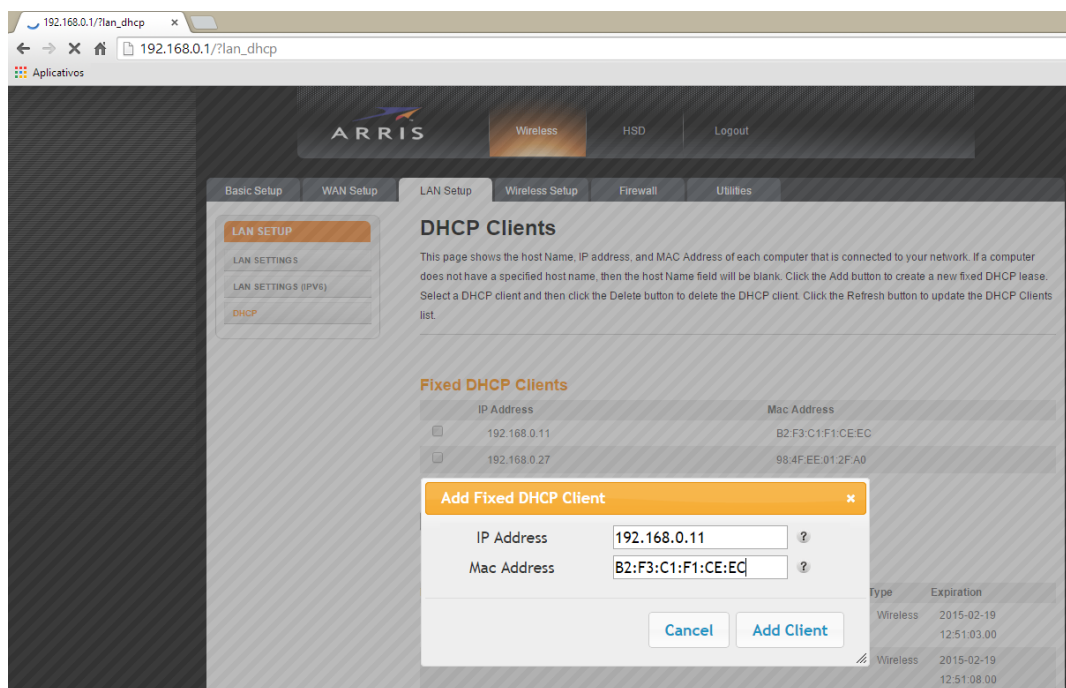 192.168.0.1/?lan_dhcp ×
192.168.0.1/?lan_dhcp
Aplicativos
ARRIS
Wireless HSD Logout
Basic Setup WAN Setup LAN Setup Wireless Setup Firewall Utilities
LAN SETUP
LAN SETTINGS
LAN SETTINGS (IPV6)
DHCP
DHCP Clients
This page shows the host Name, IP address, and MAC Address of each computer that is connected to your network. If a computer
does not have a specified host name, then the host Name field will be blank. Click the Add button to create a new fixed DHCP lease.
Select a DHCP client and then click the Delete button to delete the DHCP client. Click the Refresh button to update the DHCP Clients
list.
Fixed DHCP Clients
IP Address Mac Address
192.168.0.11 B2:F3:C1:F1:CE:EC
192.168.0.27 98:4F:EE:01:2F:A0
Add Fixed DHCP Client ×
IP Address 192.168.0.11 ?
Mac Address B2:F3:C1:F1:CE:EC ?
Cancel Add Client
Type Expiration
Wireless 2015-02-19
12:51:03.00
Wireless 2015-02-19
12:51:08.00